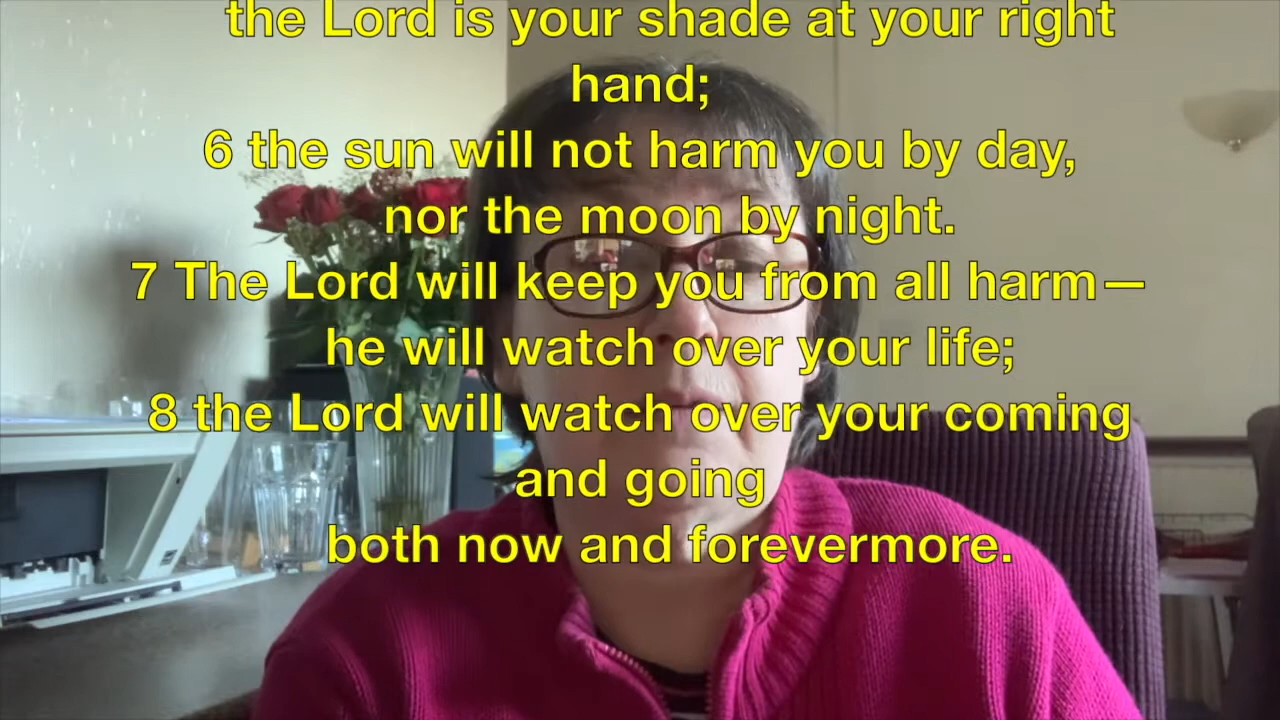 the Lord is your shade at your right
hand;
6 the sun will not harm you by day,
nor the moon by night.
7 The Lord will keep you from all harm—
he will watch over your life;
8 the Lord will watch over your coming
and going
both now and forevermore.